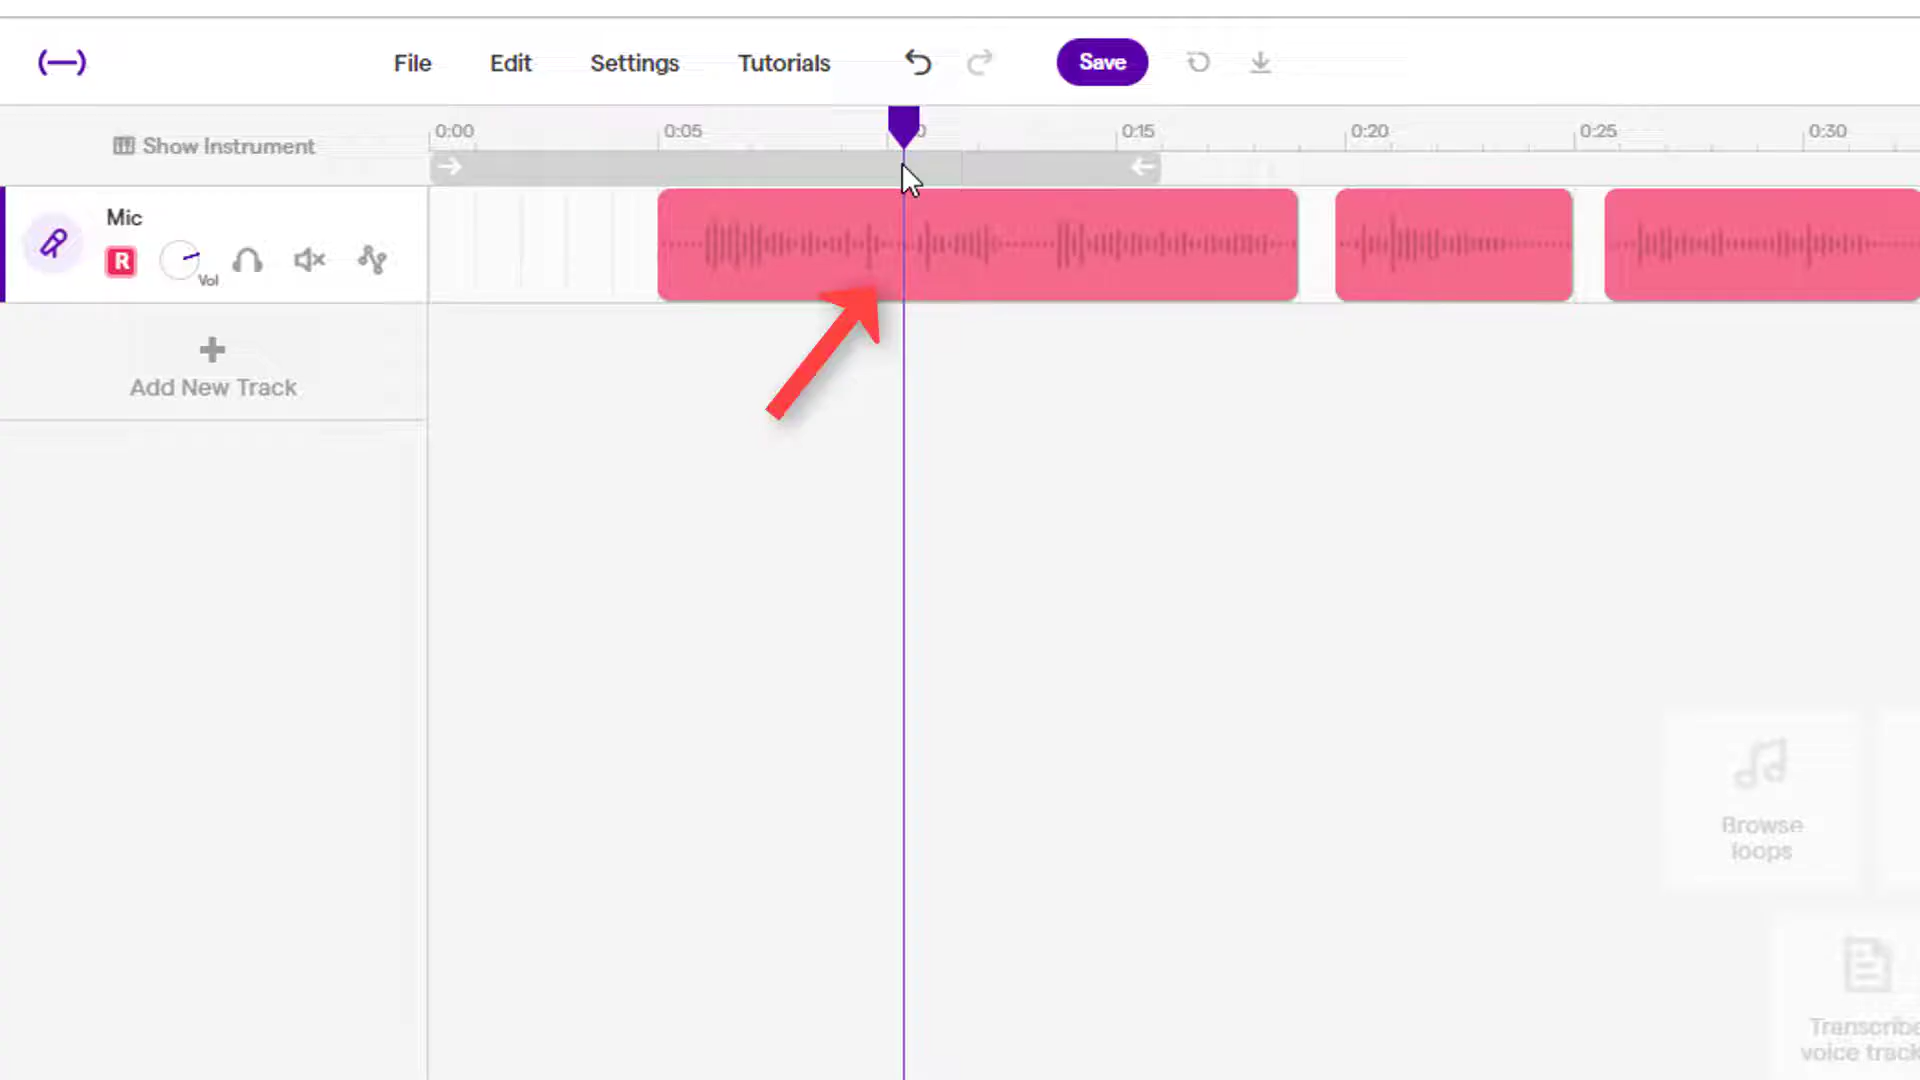 File Edit Settings Tutorials Save
0:00 0:05 0 0:15 0:20 0:25 0:30
Show Instrument
Mic
R
Vol
Add New Track
Browse
loops
Transcribe
voice track